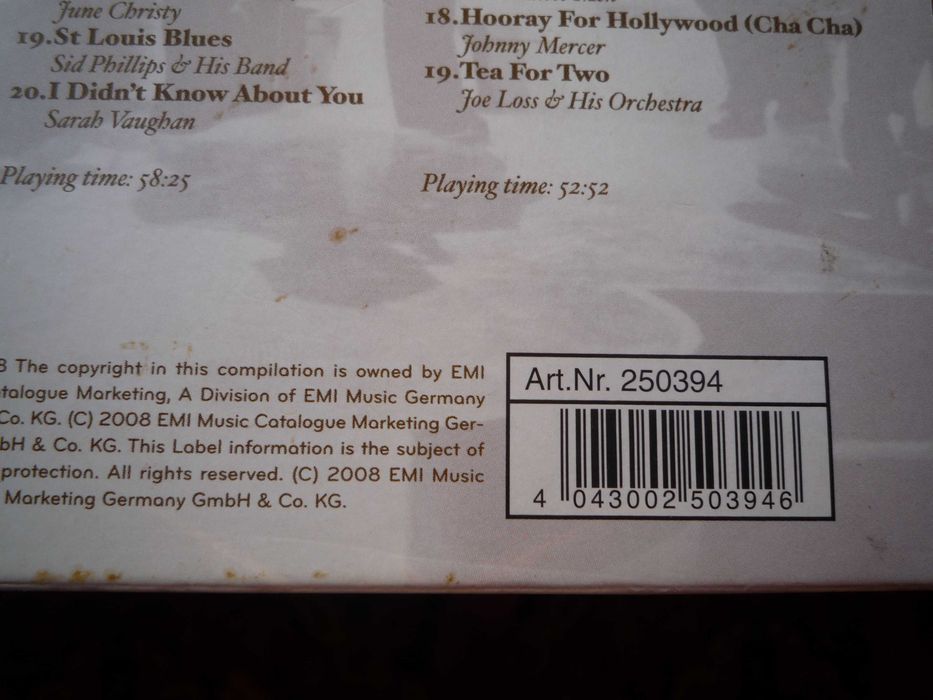 June Christy
19.St Louis Blues
Sid Phillips & His Band
20.I Didn't Know About You
Sarah Vaughan
Playing time: 58:25
18.Hooray For Hollywood (Cha Cha)
Johnny Mercer
19.Tea For Two
Joe Loss & His Orchestra
Playing time: 52:52
8 The copyright in this compilation is owned by EMI
talogue Marketing, A Division of EMI Music Germany
Co. KG. (C) 2008 EMI Music Catalogue Marketing Ger-
bH & Co. KG. This Label information is the subject of
protection. All rights reserved. (C) 2008 EMI Music
Marketing Germany GmbH & Co. KG.
Art.Nr. 250394
4 043002 503946